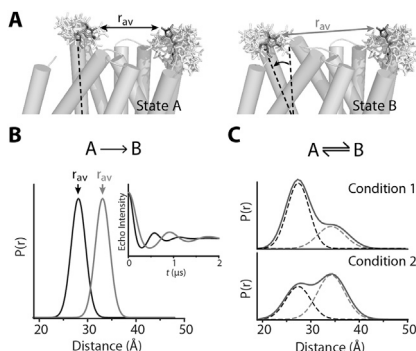 A
r_av
r_av
State A
State B
B
A → B
r_av r_av
P(r)
Echo Intensity
0 1 2
t (μs)
20 30 40 50
Distance (Å)
C
A ⇌ B
Condition 1
P(r)
Condition 2
P(r)
20 30 40 50
Distance (Å)